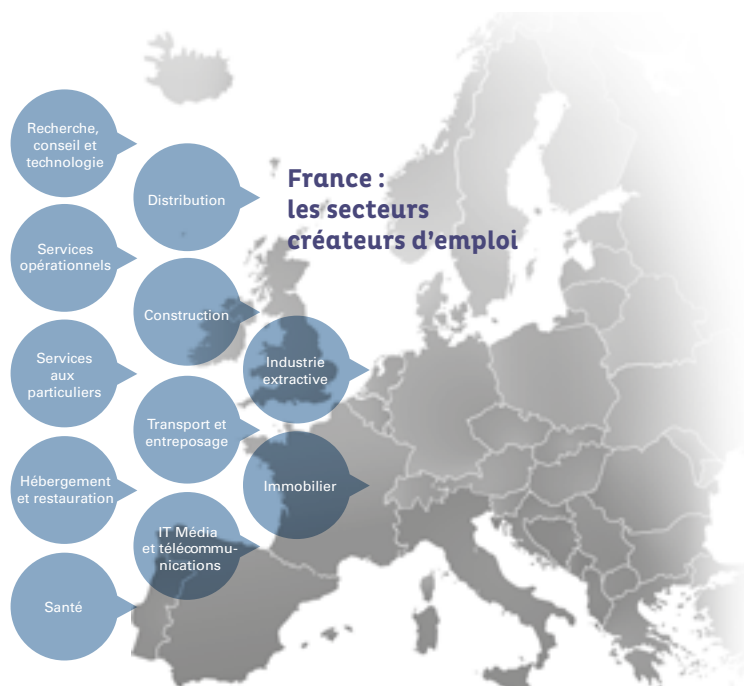 France :
les secteurs
créateurs d’emploi
Recherche,
conseil et
technologie
Services
opérationnels
Services
aux
particuliers
Hébergement
et restauration
Santé
Distribution
Construction
Transport et
entreposage
IT Média
et télécommu-
nications
Industrie
extractive
Immobilier